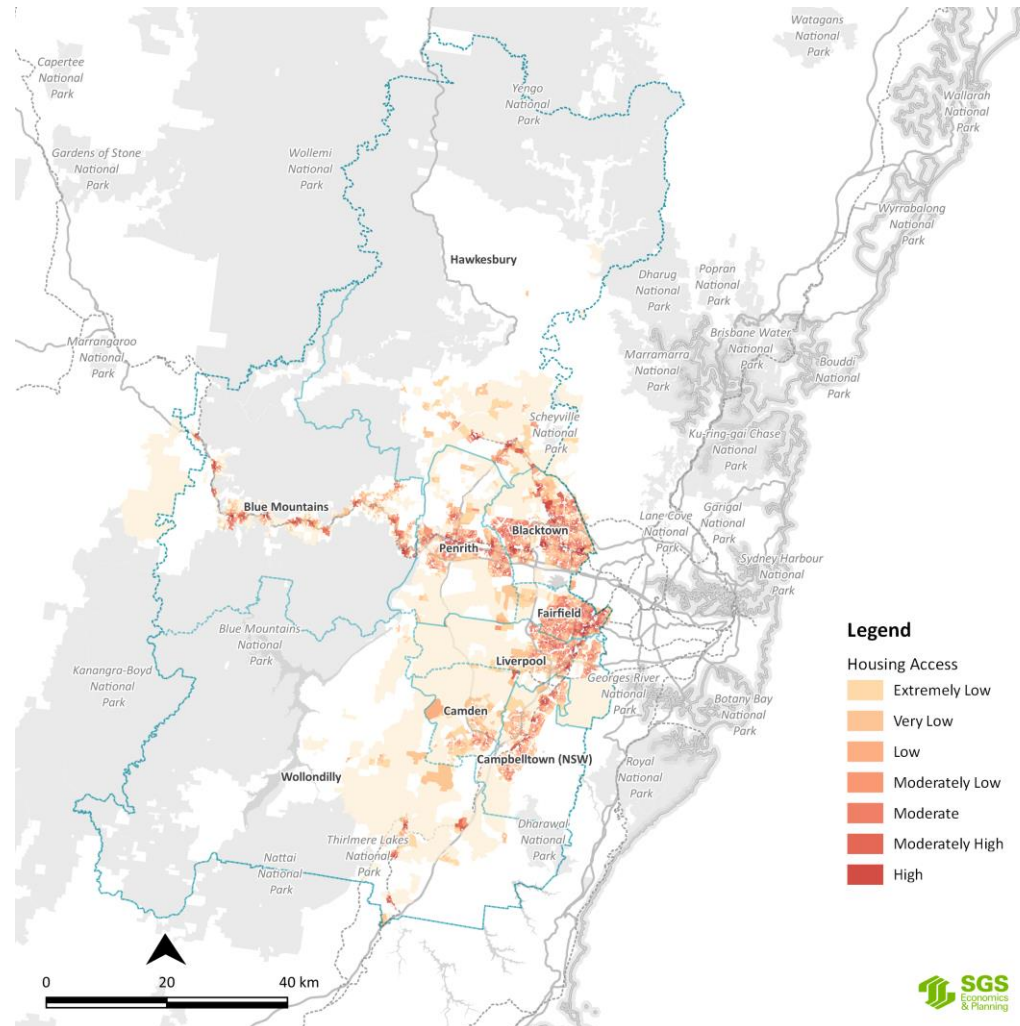 Watagans
National
Park
Capertee
National
Park
Yengo
National
Park
Wallarah
National
Park
Gardens of Stone
National
Park
Wollemi
National
Park
Wyrrabalong
National
Park
Hawkesbury
Dharug
National
Park
Popran
National
Park
Marrangaroo
National
Park
Brisbane Water
National
Park
Marramarra
National
Park
Bouddi
National
Park
Scheyville
National
Park
Ku-ring-gai Chase
National
Park
Blue Mountains
Blacktown
Penrith
Lane Cove
National
Park
Garigal
National
Park
Sydney Harbour
National
Park
Fairfield
Blue Mountains
National
Park
Liverpool
Kanangra-Boyd
National
Park
Georges River
National
Park
Botany Bay
National
Park
Camden
Campbelltown (NSW)
Wollondilly
Royal
National
Park
Thirlmere Lakes
National
Park
Dharawal
National
Park
Nattai
National
Park
Legend
Housing Access
Extremely Low
Very Low
Low
Moderately Low
Moderate
Moderately High
High
0 20 40 km
SGS
Economics
& Planning